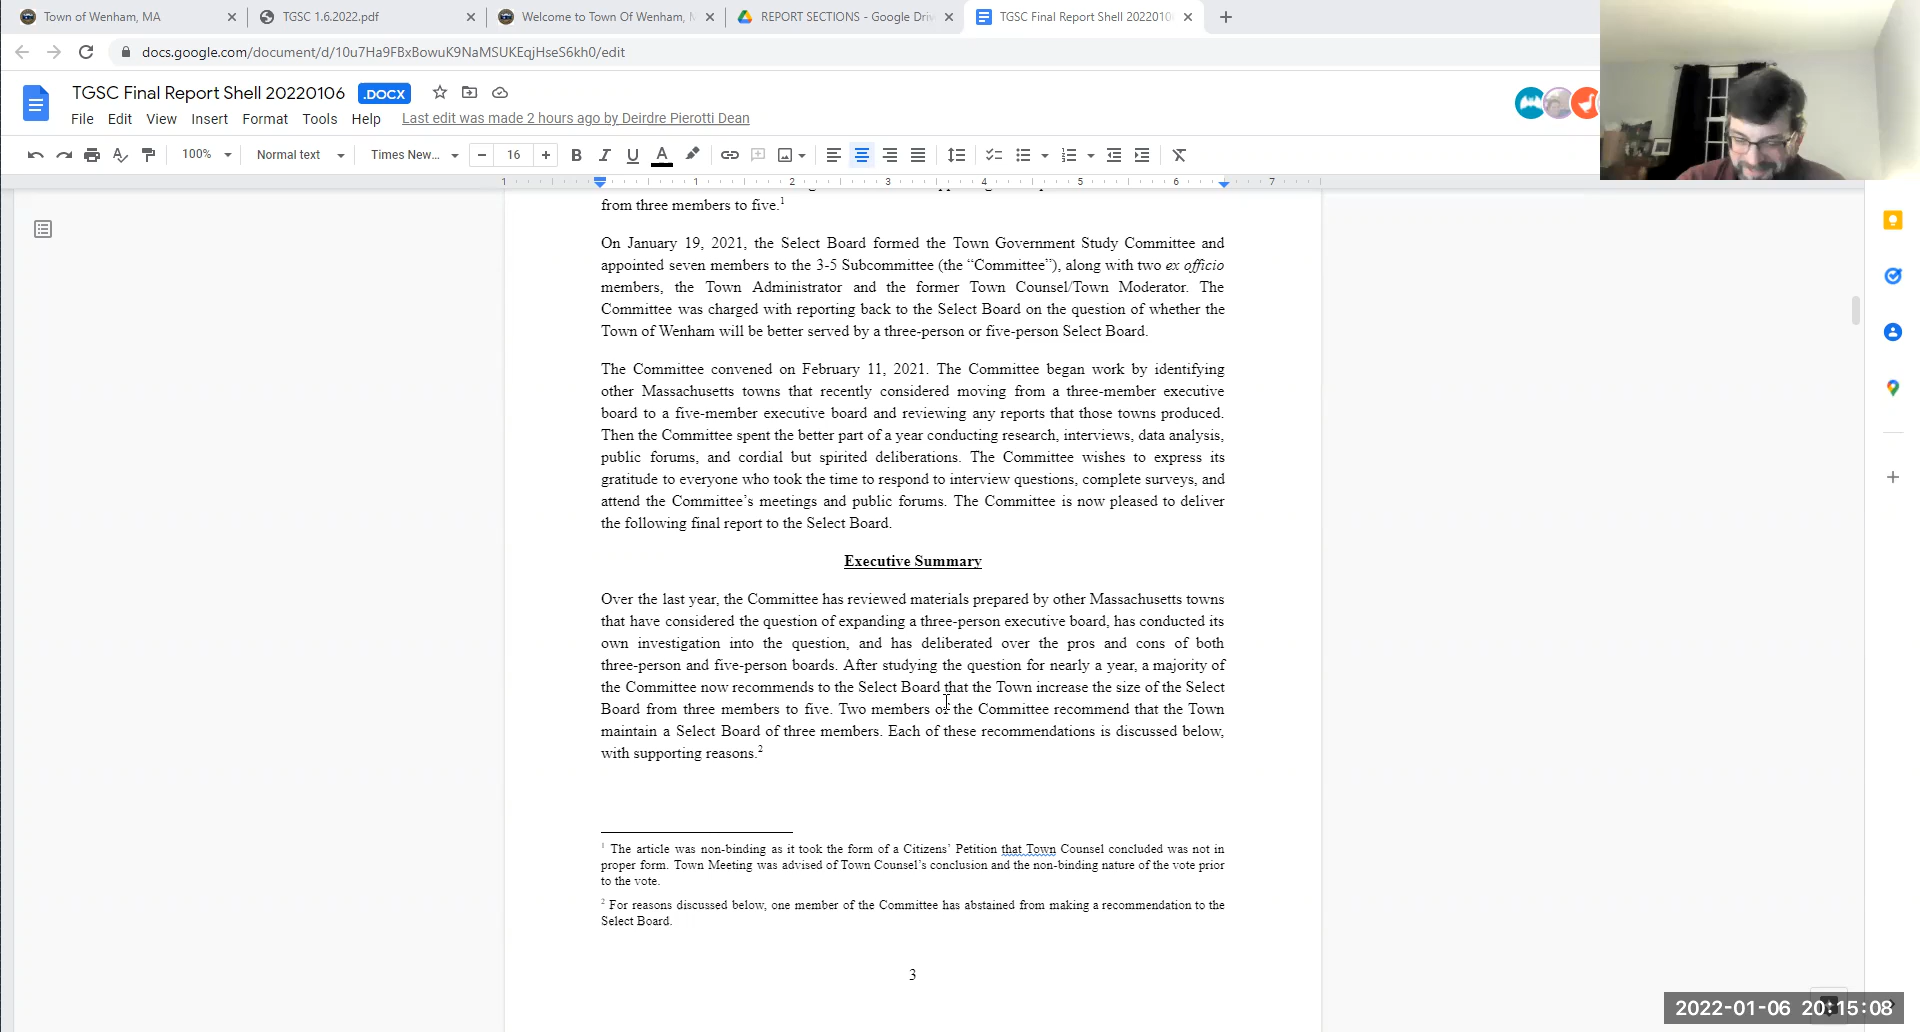 Town of Wenham, MA
TGSC 1.6.2022.pdf
Welcome to Town Of Wenham,
REPORT SECTIONS - Google Driv
TGSC Final Report Shell 2022010
docs.google.com/document/d/10u7Ha9FBxBowuK9NaMSUKEqjHseS6kh0/edit
TGSC Final Report Shell 20220106
.DOCX
File Edit View Insert Format Tools Help
Last edit was made 2 hours ago by Deirdre Pierotti Dean
100% Normal text Times New... 16 B I U A
1 1 2 3 4 5 6 7
from three members to five.1
On January 19, 2021, the Select Board formed the Town Government Study Committee and
appointed seven members to the 3-5 Subcommittee (the “Committee”), along with two ex officio
members, the Town Administrator and the former Town Counsel/Town Moderator. The
Committee was charged with reporting back to the Select Board on the question of whether the
Town of Wenham will be better served by a three-person or five-person Select Board.
The Committee convened on February 11, 2021. The Committee began work by identifying
other Massachusetts towns that recently considered moving from a three-member executive
board to a five-member executive board and reviewing any reports that those towns produced.
Then the Committee spent the better part of a year conducting research, interviews, data analysis,
public forums, and cordial but spirited deliberations. The Committee wishes to express its
gratitude to everyone who took the time to respond to interview questions, complete surveys, and
attend the Committee’s meetings and public forums. The Committee is now pleased to deliver
the following final report to the Select Board.
Executive Summary
Over the last year, the Committee has reviewed materials prepared by other Massachusetts towns
that have considered the question of expanding a three-person executive board, has conducted its
own investigation into the question, and has deliberated over the pros and cons of both
three-person and five-person boards. After studying the question for nearly a year, a majority of
the Committee now recommends to the Select Board that the Town increase the size of the Select
Board from three members to five. Two members of the Committee recommend that the Town
maintain a Select Board of three members. Each of these recommendations is discussed below,
with supporting reasons.2
1 The article was non-binding as it took the form of a Citizens’ Petition that Town Counsel concluded was not in
proper form. Town Meeting was advised of Town Counsel’s conclusion and the non-binding nature of the vote prior
to the vote.
2 For reasons discussed below, one member of the Committee has abstained from making a recommendation to the
Select Board.
3
2022-01-06 20:15:08